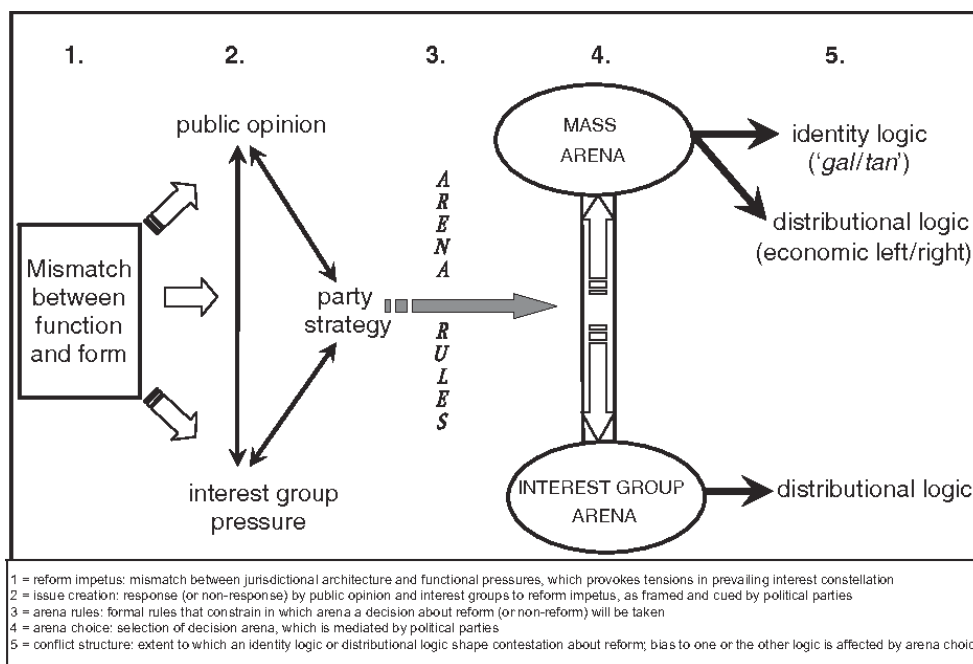 1.
2.
3.
4.
5.
public opinion
Mismatch
between
function
and form
party
strategy
interest group
pressure
ARENA
RULES
MASS
ARENA
INTEREST GROUP
ARENA
identity logic
('gal/tan')
distributional logic
(economic left/right)
distributional logic
1 = reform impetus: mismatch between jurisdictional architecture and functional pressures, which provokes tensions in prevailing interest constellation
2 = issue creation: response (or non-response) by public opinion and interest groups to reform impetus, as framed and cued by political parties
3 = arena rules: formal rules that constrain in which arena a decision about reform (or non-reform) will be taken
4 = arena choice: selection of decision arena, which is mediated by political parties
5 = conflict structure: extent to which an identity logic or distributional logic shape contestation about reform; bias to one or the other logic is affected by arena choic